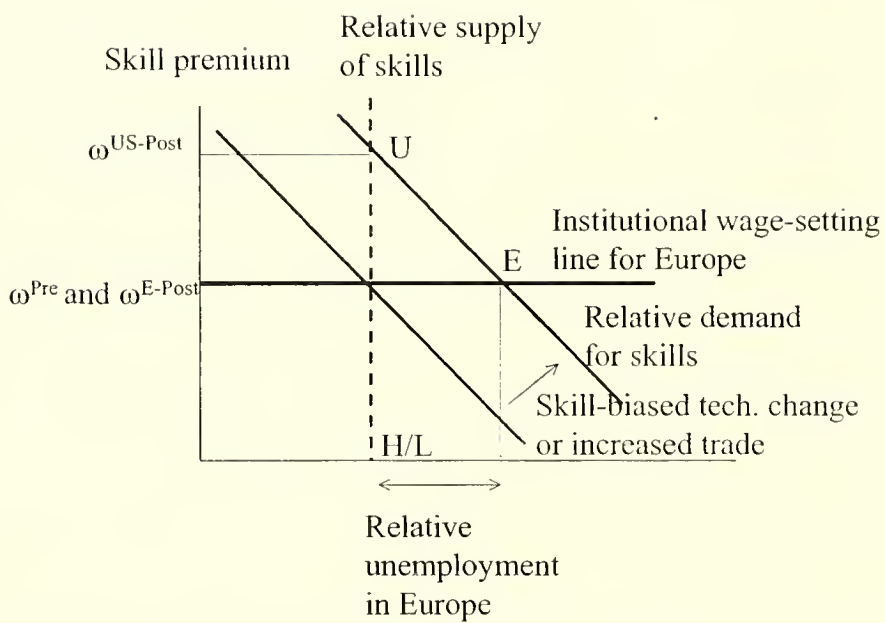 Relative supply
of skills
Skill premium
ω^US-Post
U
Institutional wage-setting
line for Europe
E
ω^Pre and ω^E-Post
Relative demand
for skills
Skill-biased tech. change
or increased trade
H/L
Relative
unemployment
in Europe